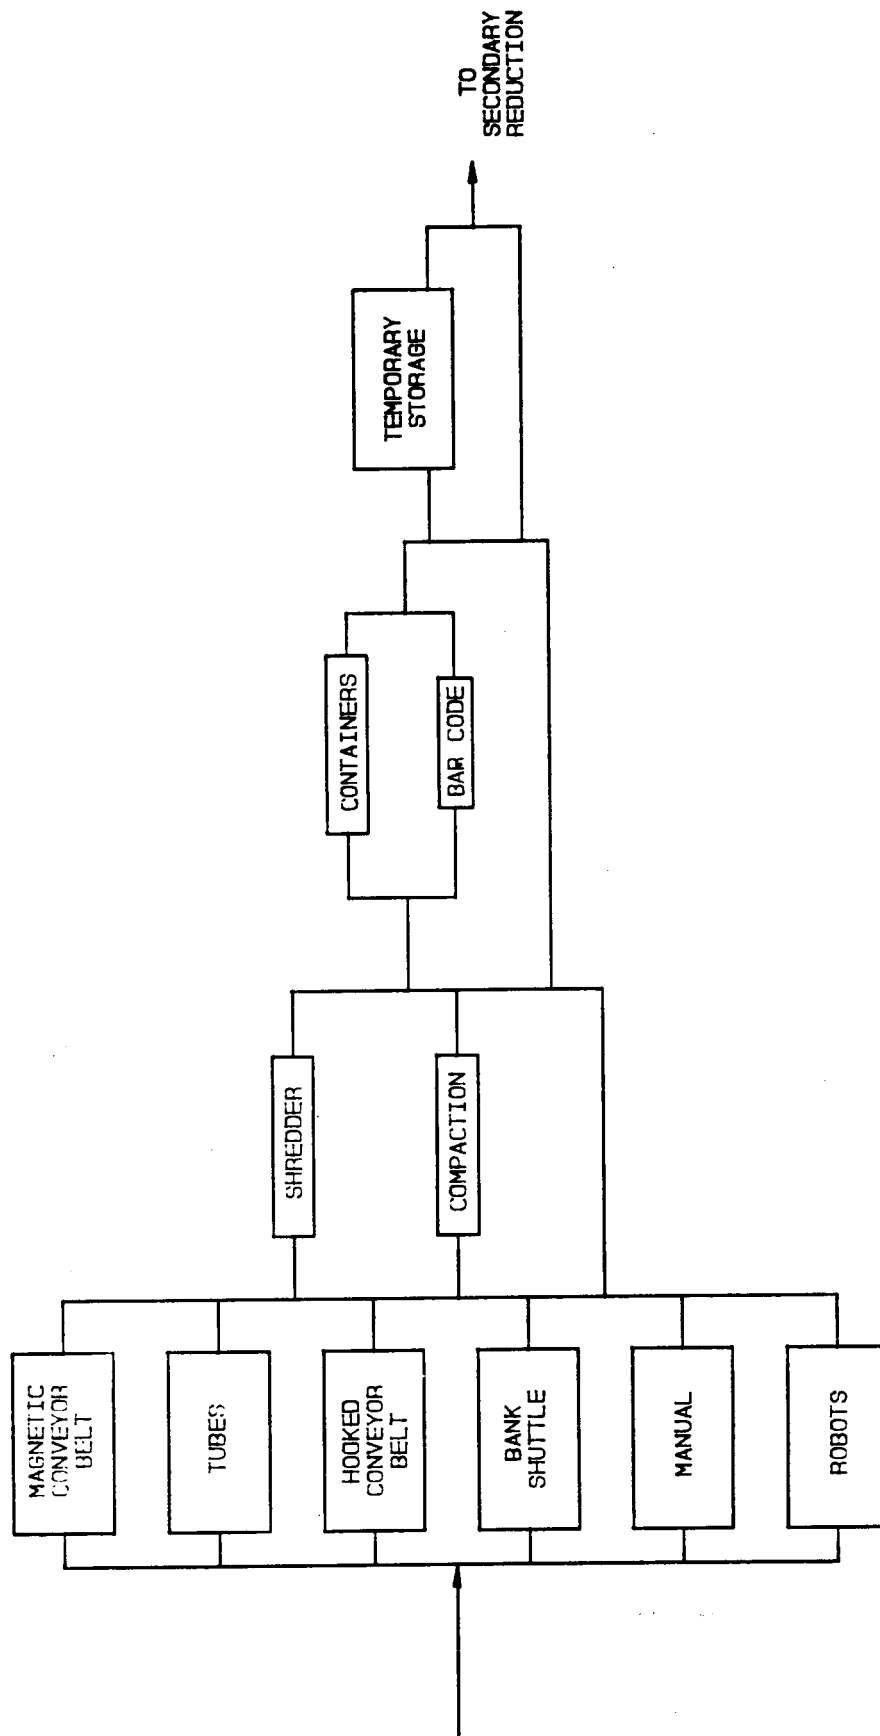 MAGNETIC
CONVEYOR
BELT
TUBES
HOOKED
CONVEYOR
BELT
BANK
SHUTTLE
MANUAL
ROBOTS
SHREDDER
COMPACTION
CONTAINERS
BAR CODE
TEMPORARY
STORAGE
TO
SECONDARY
REDUCTION